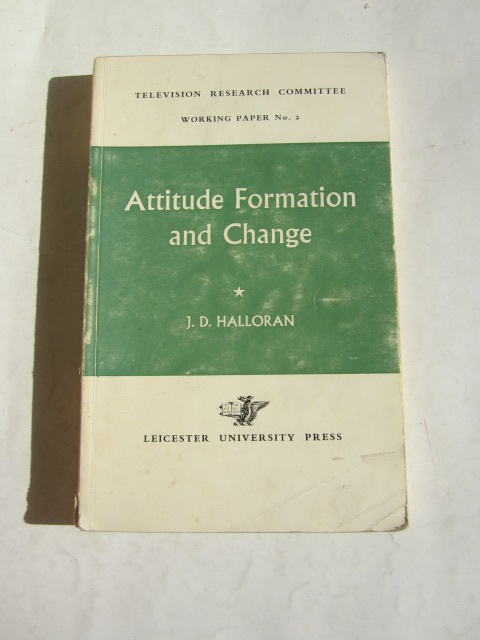 TELEVISION RESEARCH COMMITTEE
WORKING PAPER No. 2
Attitude Formation
and Change
J. D. HALLORAN
LEICESTER UNIVERSITY PRESS